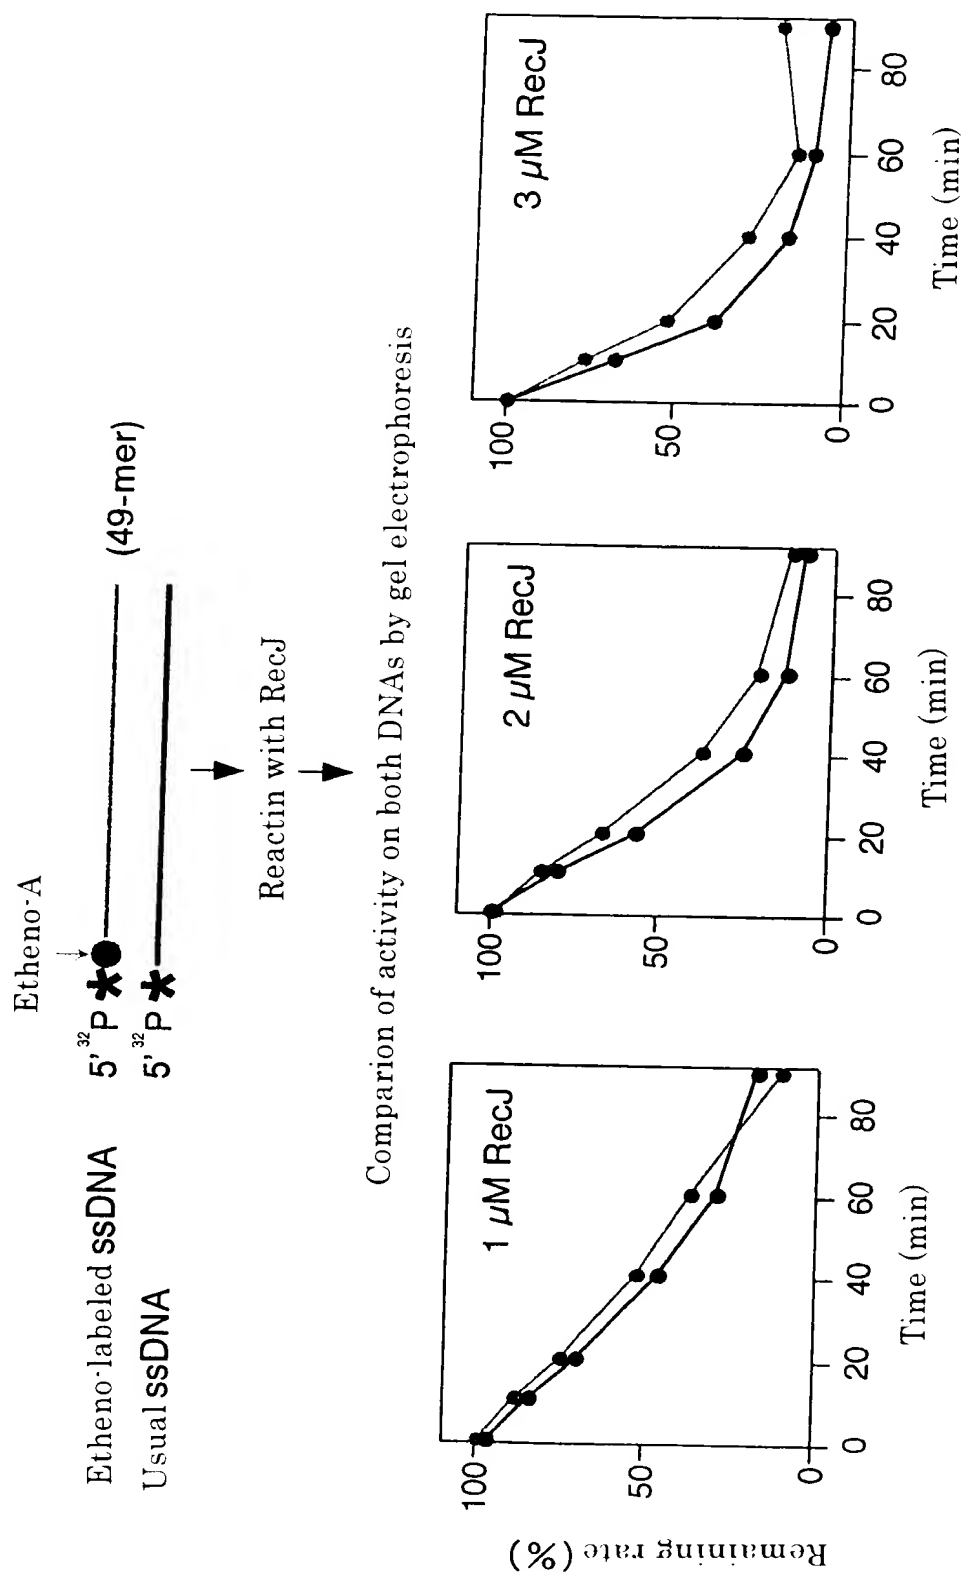 Etheno-A
Etheno-labeled ssDNA 5' ³²P * (49-mer)
Usual ssDNA 5' ³²P *
Reactin with RecJ
Comparion of activity on both DNAs by gel electrophoresis
Remaining rate (%)
1 μM RecJ
100
50
0
0 20 40 60 80
Time (min)
2 μM RecJ
100
50
0
0 20 40 60 80
Time (min)
3 μM RecJ
100
50
0
0 20 40 60 80
Time (min)